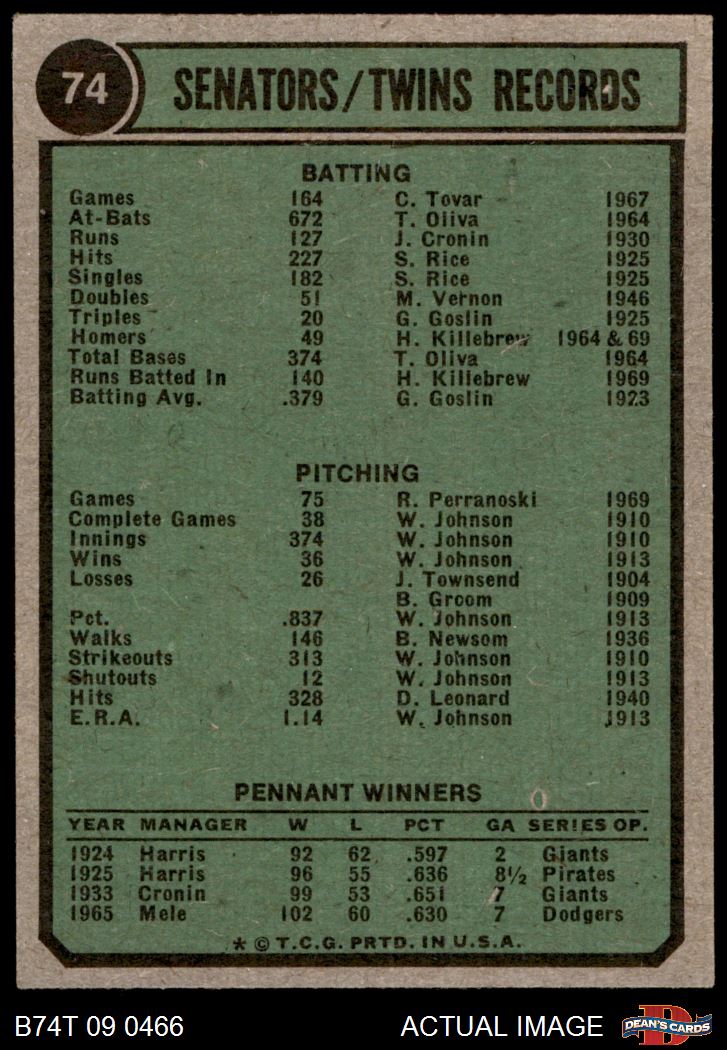 74 SENATORS/TWINS RECORDS
BATTING
Games 164 C. Tovar 1967
At-Bats 672 T. Oliva 1964
Runs 127 J. Cronin 1930
Hits 227 S. Rice 1925
Singles 182 S. Rice 1925
Doubles 51 M. Vernon 1946
Triples 20 G. Goslin 1925
Homers 49 H. Killebrew 1964 & 69
Total Bases 374 T. Oliva 1964
Runs Batted In 140 H. Killebrew 1969
Batting Avg. .379 G. Goslin 1923
PITCHING
Games 75 R. Perranoski 1969
Complete Games 38 W. Johnson 1910
Innings 374 W. Johnson 1910
Wins 36 W. Johnson 1913
Losses 26 J. Townsend 1904
B. Groom 1909
Pct. .837 W. Johnson 1913
Walks 146 B. Newsom 1936
Strikeouts 313 W. Johnson 1910
Shutouts 12 W. Johnson 1913
Hits 328 D. Leonard 1940
E.R.A. 1.14 W. Johnson 1913
PENNANT WINNERS
YEAR MANAGER W L PCT GA SERIES OP.
1924 Harris 92 62 .597 2 Giants
1925 Harris 96 55 .636 8½ Pirates
1933 Cronin 99 53 .651 7 Giants
1965 Mele 102 60 .630 7 Dodgers
* © T.C.G. PRTD. IN U.S.A.
B74T 09 0466 ACTUAL IMAGE D DEAN'S CARDS